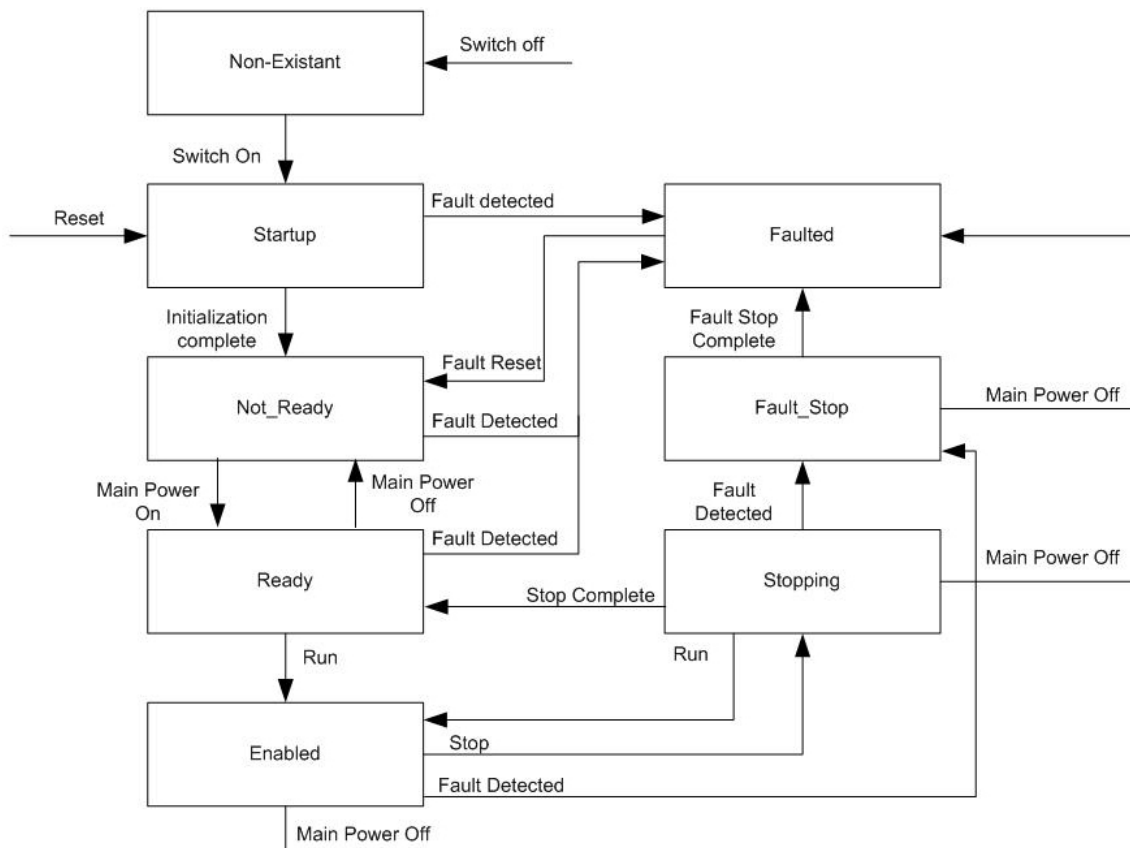 Non-Existant
Switch off
Switch On
Reset
Startup
Fault detected
Faulted
Initialization
complete
Fault Stop
Complete
Fault Reset
Not_Ready
Fault Detected
Fault_Stop
Main Power Off
Main Power
On
Main Power
Off
Fault
Detected
Fault Detected
Ready
Stop Complete
Stopping
Main Power Off
Run
Run
Enabled
Stop
Fault Detected
Main Power Off